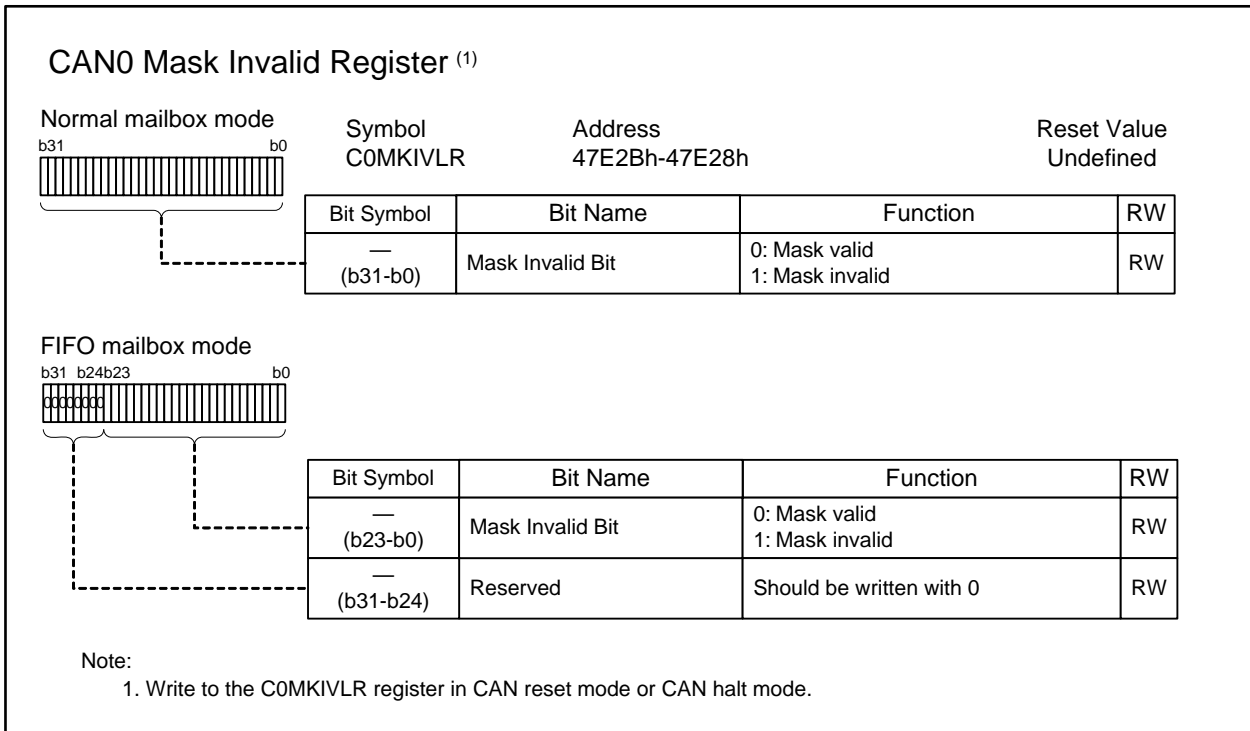 CAN0 Mask Invalid Register (1)
Normal mailbox mode
b31 b0
Symbol Address Reset Value
C0MKIVLR 47E2Bh-47E28h Undefined
Bit Symbol Bit Name Function RW
—
(b31-b0)
Mask Invalid Bit
0: Mask valid
1: Mask invalid
RW
FIFO mailbox mode
b31 b24b23 b0
00000000
Bit Symbol Bit Name Function RW
—
(b23-b0)
Mask Invalid Bit
0: Mask valid
1: Mask invalid
RW
—
(b31-b24)
Reserved
Should be written with 0
RW
Note:
1. Write to the C0MKIVLR register in CAN reset mode or CAN halt mode.